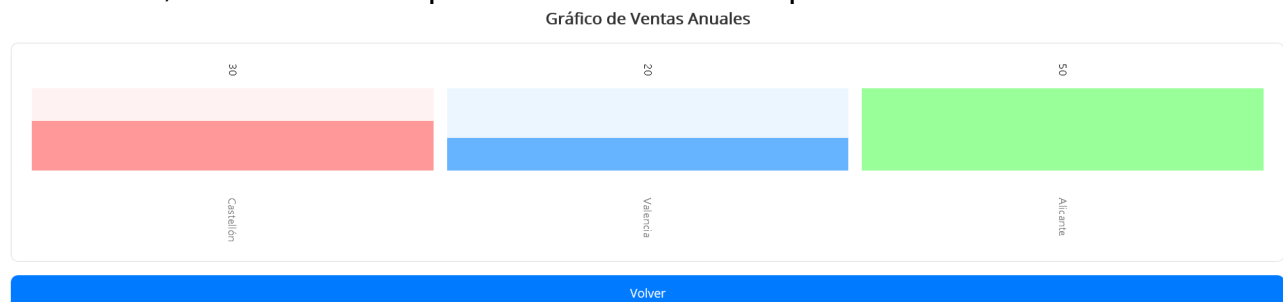 Gráfico de Ventas Anuales
30
20
50
Castellón
Valencia
Alicante
Volver